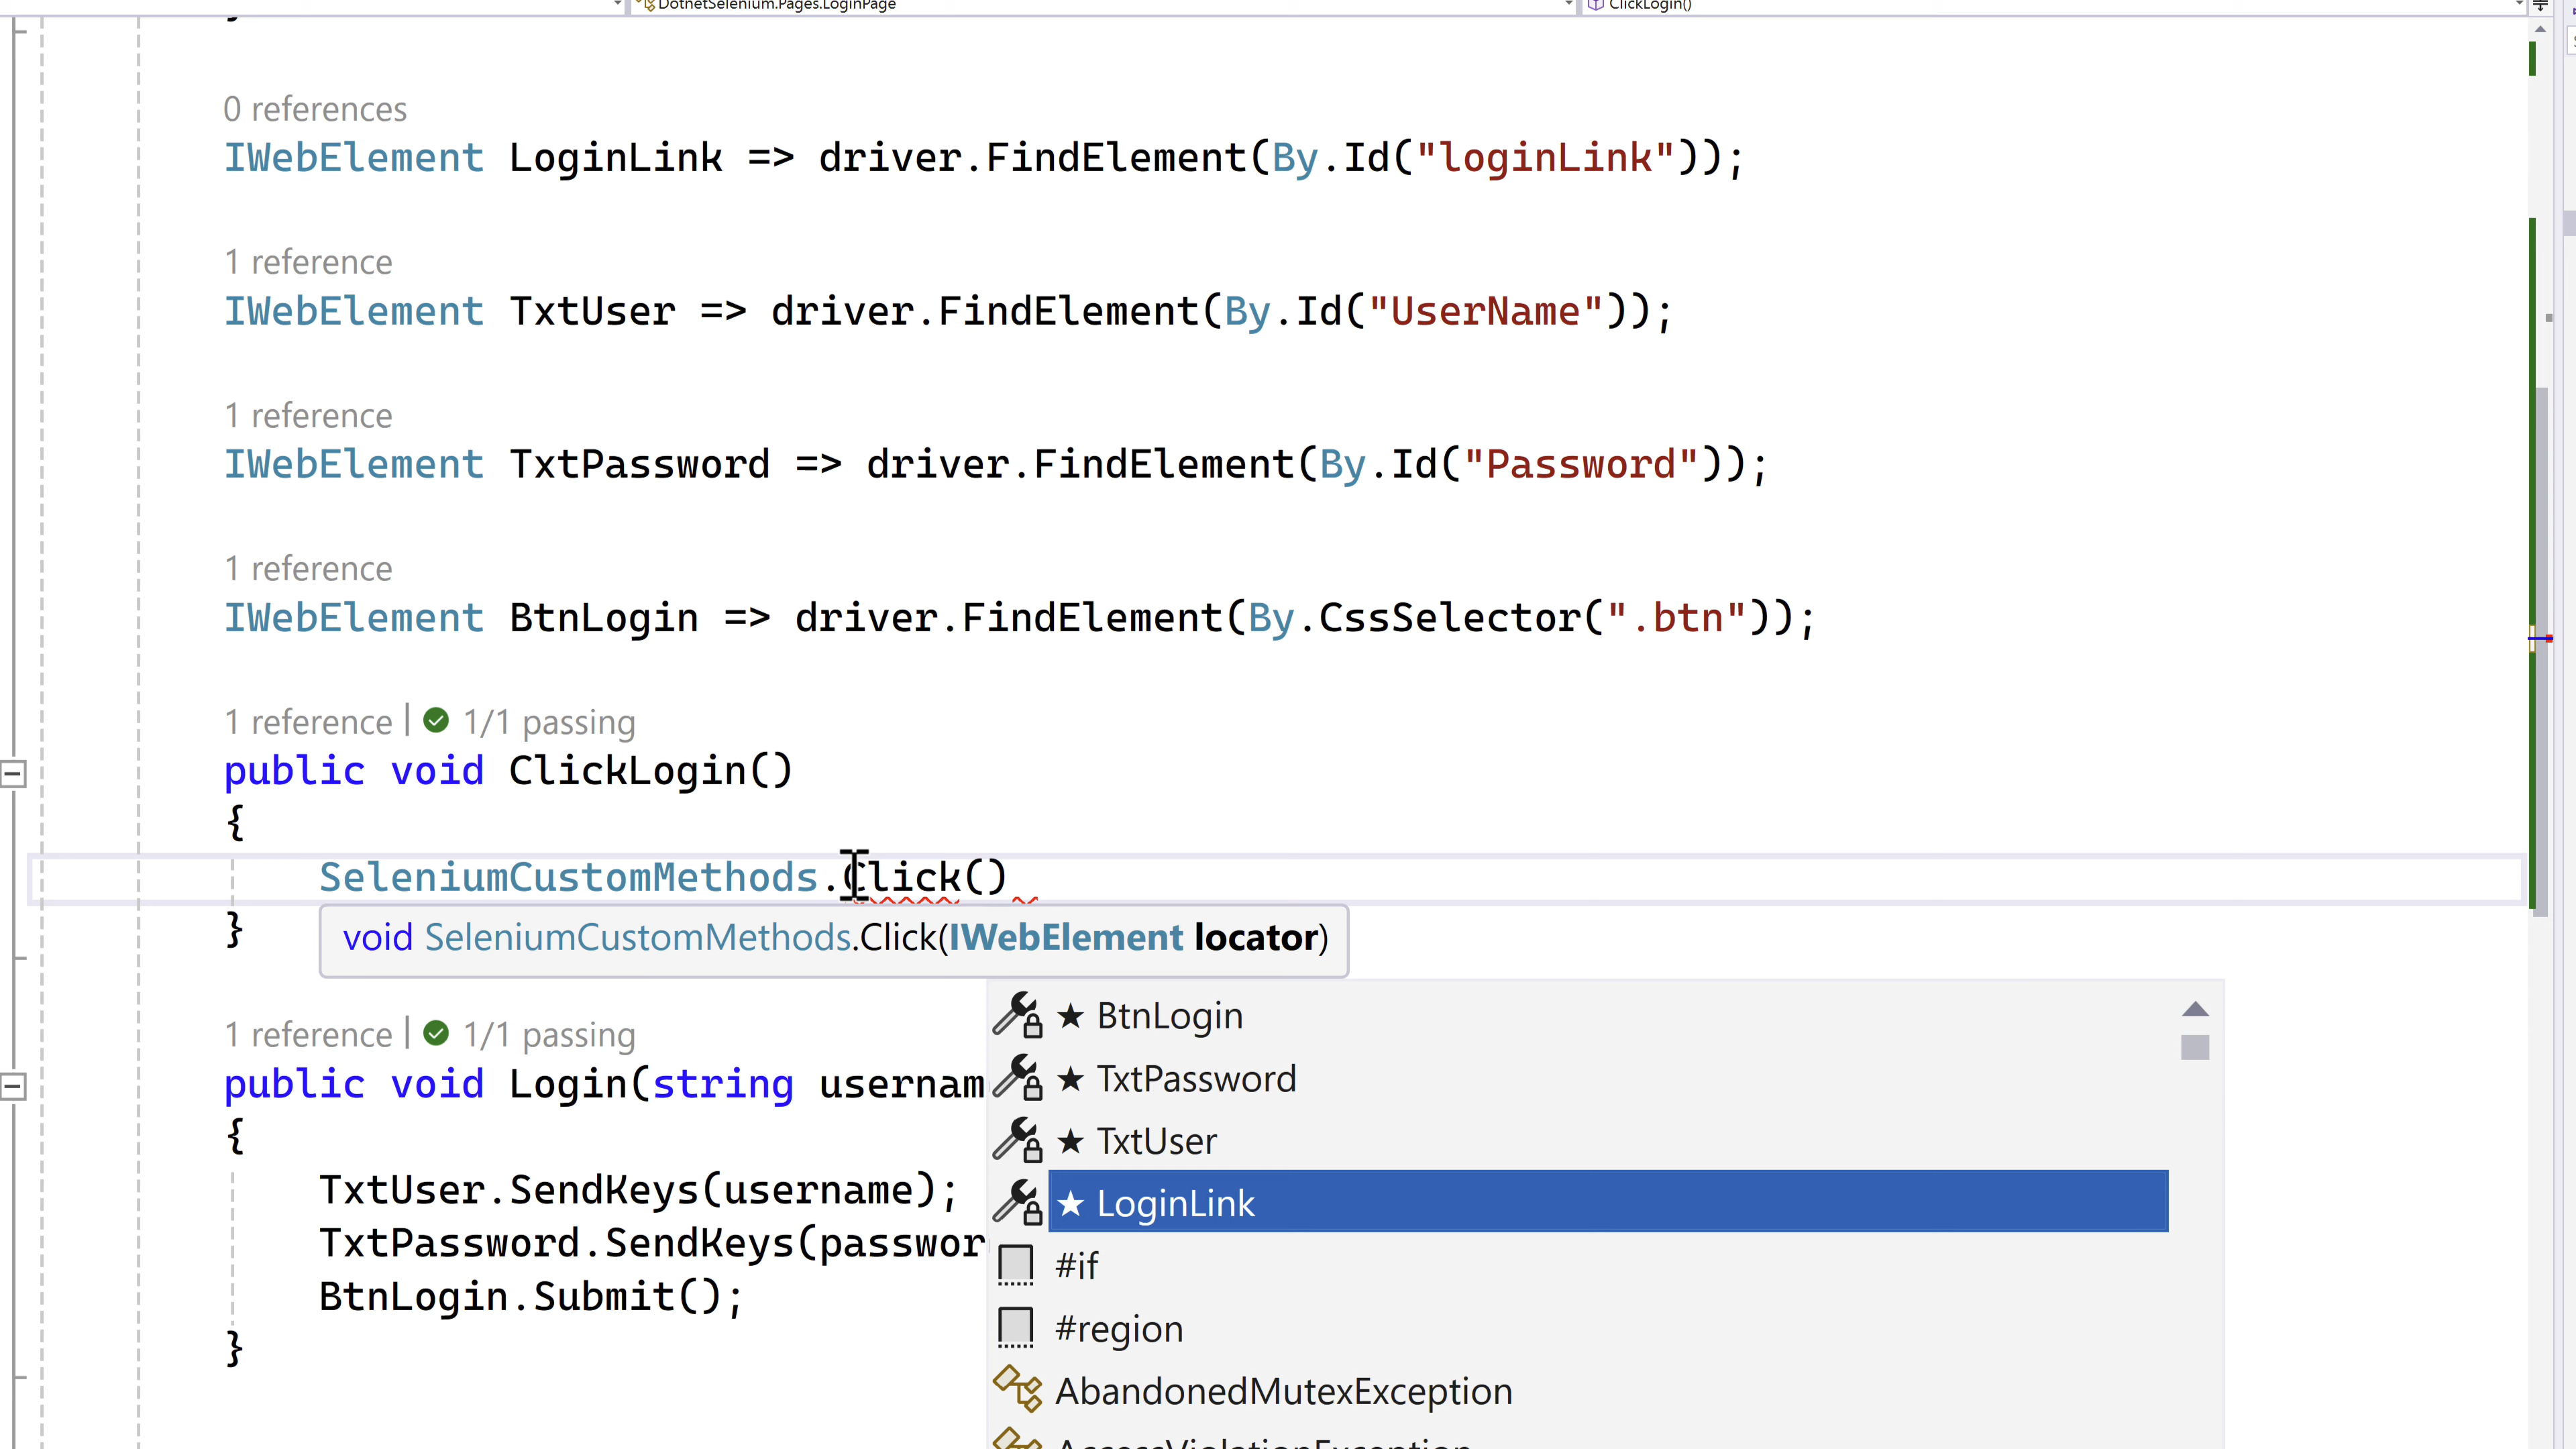 DotnetSelenium.Pages.LoginPage
ClickLogin()
}
0 references
IWebElement LoginLink => driver.FindElement(By.Id("loginLink"));
1 reference
IWebElement TxtUser => driver.FindElement(By.Id("UserName"));
1 reference
IWebElement TxtPassword => driver.FindElement(By.Id("Password"));
1 reference
IWebElement BtnLogin => driver.FindElement(By.CssSelector(".btn"));
1 reference | 1/1 passing
public void ClickLogin()
{
SeleniumCustomMethods.Click()
}
void SeleniumCustomMethods.Click(IWebElement locator)
★ BtnLogin
★ TxtPassword
★ TxtUser
★ LoginLink
#if
#region
AbandonedMutexException
AccessViolationException
1 reference | 1/1 passing
public void Login(string usernam
{
TxtUser.SendKeys(username);
TxtPassword.SendKeys(passwor
BtnLogin.Submit();
}